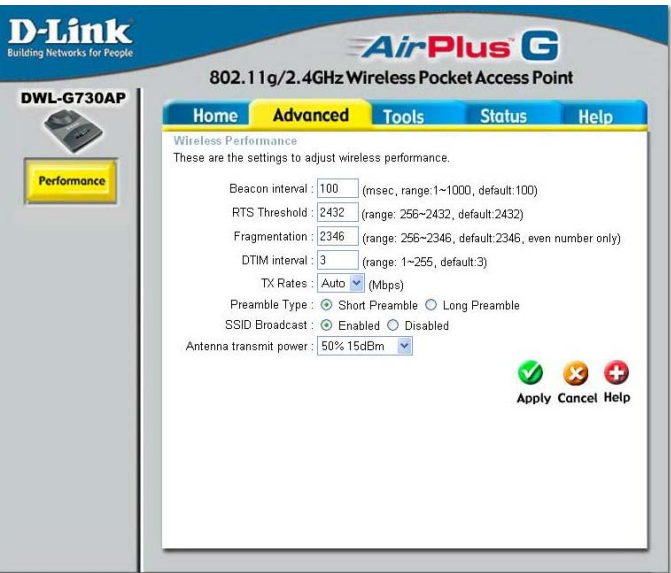 D-Link
Building Networks for People
AirPlus™ G
802.11g/2.4GHz Wireless Pocket Access Point
DWL-G730AP
Performance
Home Advanced Tools Status Help
Wireless Performance
These are the settings to adjust wireless performance.
Beacon interval : 100 (msec, range:1~1000, default:100)
RTS Threshold : 2432 (range: 256~2432, default:2432)
Fragmentation : 2346 (range: 256~2346, default:2346, even number only)
DTIM interval : 3 (range: 1~255, default:3)
TX Rates : Auto (Mbps)
Preamble Type : Short Preamble Long Preamble
SSID Broadcast : Enabled Disabled
Antenna transmit power : 50% 15dBm
Apply Cancel Help